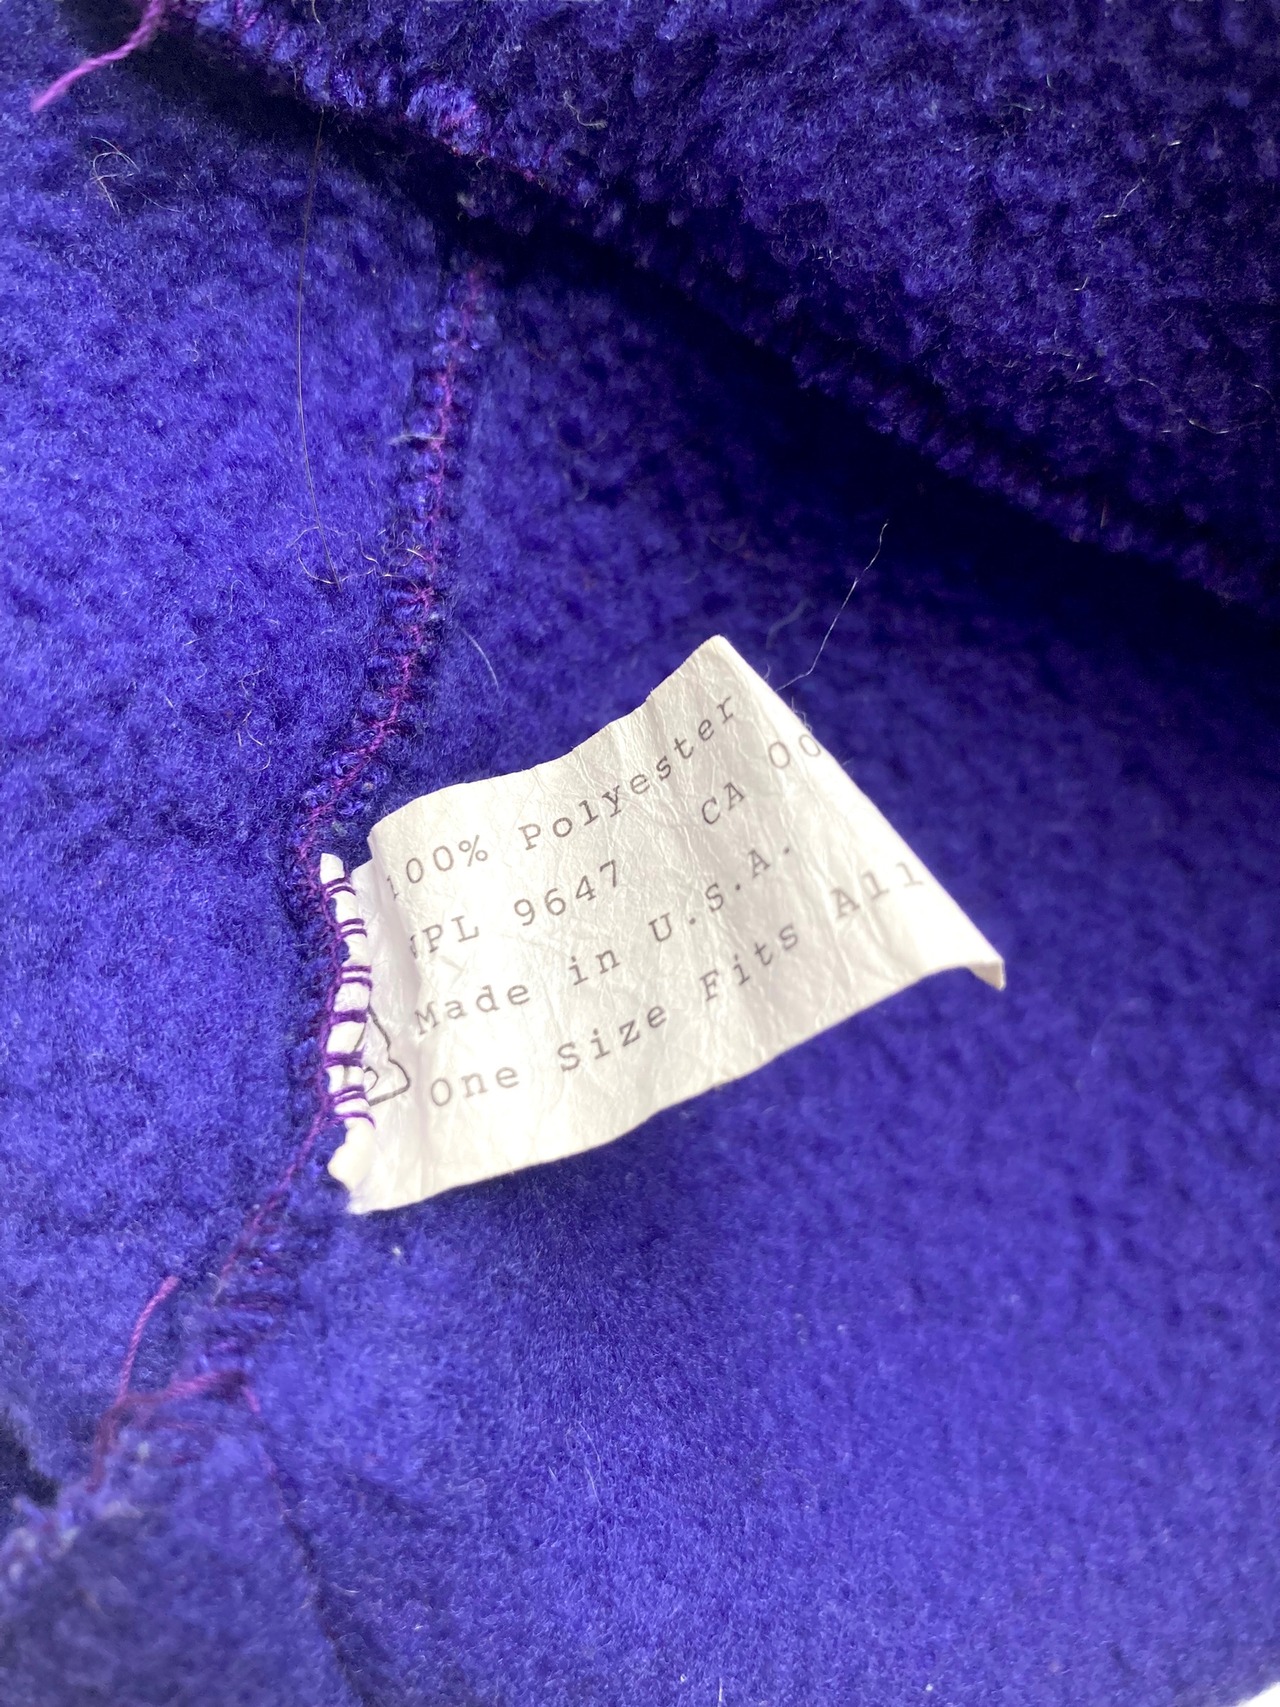 100% Polyester
WPL 9647 CA 00
Made in U.S.A.
One Size Fits All